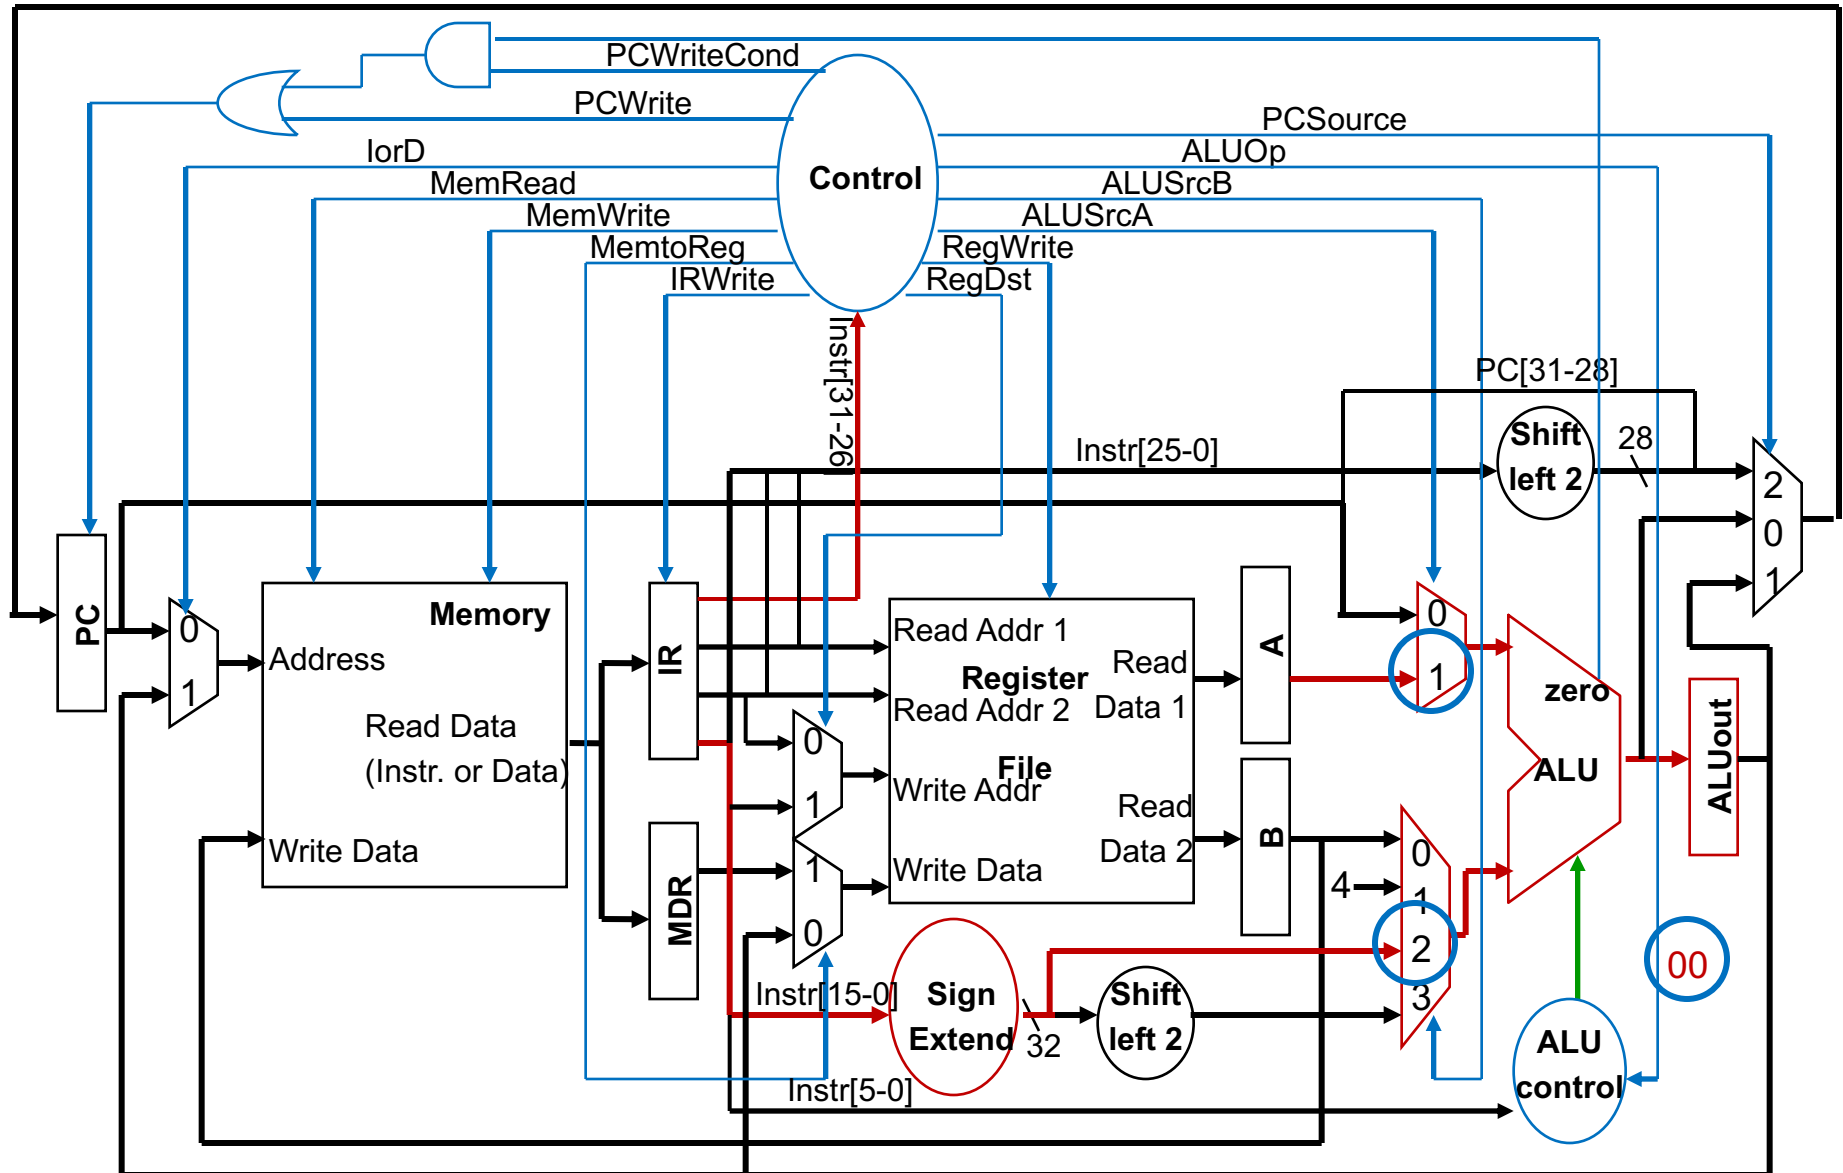 PCWriteCond
PCWrite
PCSource
IorD
ALUOp
MemRead
ALUSrcB
Control
MemWrite
ALUSrcA
MemtoReg
RegWrite
IRWrite
RegDst
Instr[31-26]
PC[31-28]
Instr[25-0]
Shift
left 2
28
2
0
1
PC
0
1
Memory
Address
Read Data
(Instr. or Data)
Write Data
IR
MDR
Read Addr 1
Register
Read Addr 2
File
Write Addr
Write Data
Read
Data 1
Read
Data 2
0
1
1
0
A
B
0
1
4
0
1
2
3
zero
ALU
ALUout
Instr[15-0]
Sign
Extend
32
Shift
left 2
00
ALU
control
Instr[5-0]